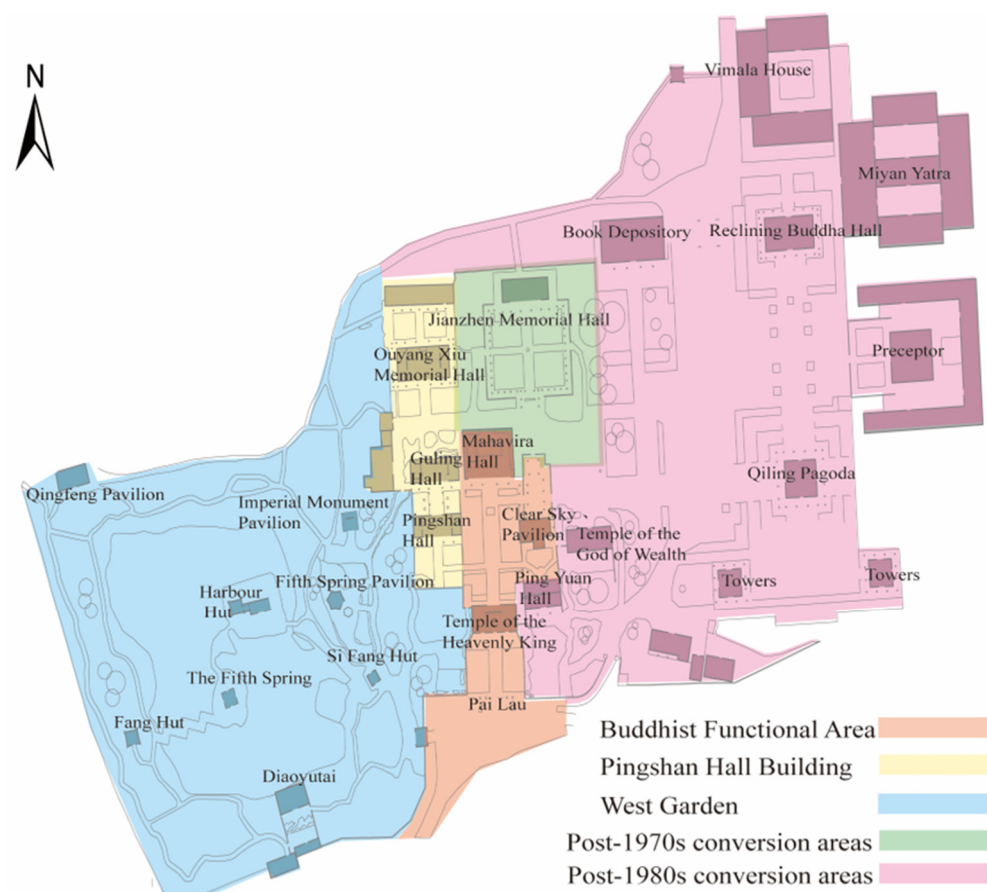 N
Vimala House
Miyan Yatra
Book Depository
Reclining Buddha Hall
Jianzhen Memorial Hall
Ouyang Xiu
Memorial Hall
Preceptor
Mahavira
Hall
Guling
Hall
Qiling Pagoda
Qingfeng Pavilion
Imperial Monument
Pavilion
Pingshan
Hall
Clear Sky
Pavilion
Temple of the
God of Wealth
Fifth Spring Pavilion
Ping Yuan
Hall
Towers
Towers
Harbour
Hut
Temple of the
Heavenly King
Si Fang Hut
The Fifth Spring
Pai Lau
Fang Hut
Diaoyutai
Buddhist Functional Area
Pingshan Hall Building
West Garden
Post-1970s conversion areas
Post-1980s conversion areas